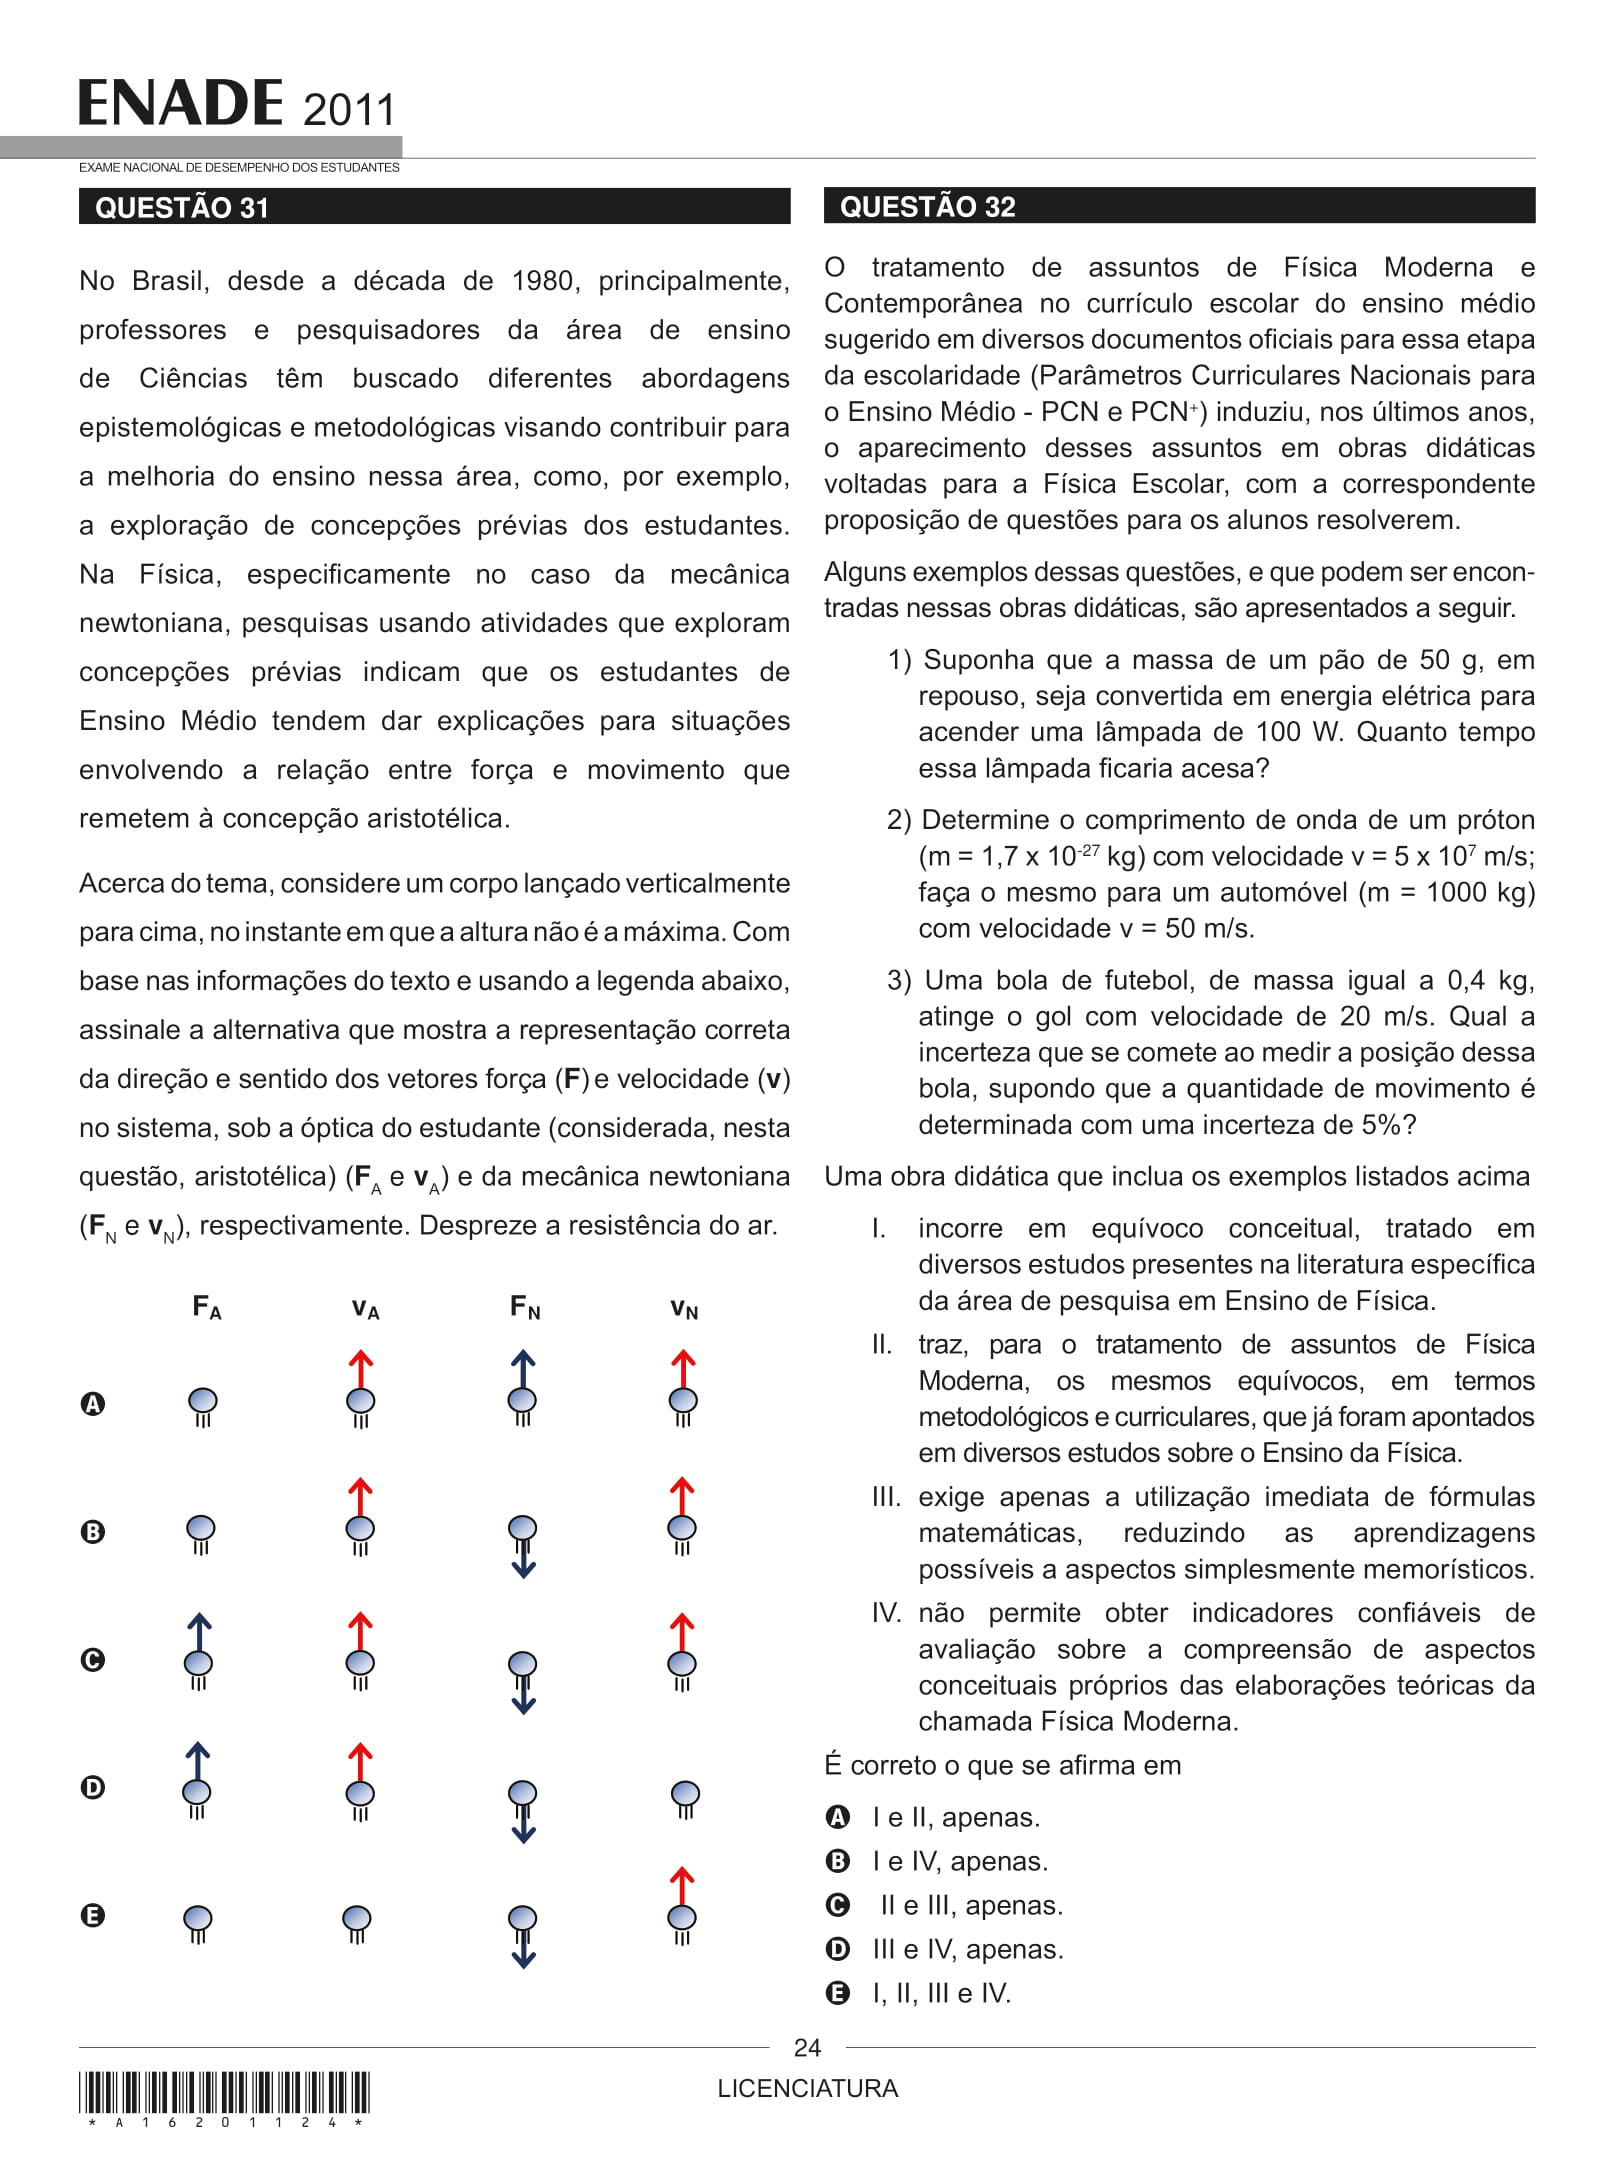 ENADE 2011
EXAME NACIONAL DE DESEMPENHO DOS ESTUDANTES
QUESTÃO 31
No Brasil, desde a década de 1980, principalmente,
professores e pesquisadores da área de ensino
de Ciências têm buscado diferentes abordagens
epistemológicas e metodológicas visando contribuir para
a melhoria do ensino nessa área, como, por exemplo,
a exploração de concepções prévias dos estudantes.
Na Física, especificamente no caso da mecânica
newtoniana, pesquisas usando atividades que exploram
concepções prévias indicam que os estudantes de
Ensino Médio tendem dar explicações para situações
envolvendo a relação entre força e movimento que
remetem à concepção aristotélica.
Acerca do tema, considere um corpo lançado verticalmente
para cima, no instante em que a altura não é a máxima. Com
base nas informações do texto e usando a legenda abaixo,
assinale a alternativa que mostra a representação correta
da direção e sentido dos vetores força (F) e velocidade (v)
no sistema, sob a óptica do estudante (considerada, nesta
questão, aristotélica) (F_A e v_A) e da mecânica newtoniana
(F_N e v_N), respectivamente. Despreze a resistência do ar.
F_A v_A F_N v_N
A
B
C
D
E
QUESTÃO 32
O tratamento de assuntos de Física Moderna e
Contemporânea no currículo escolar do ensino médio
sugerido em diversos documentos oficiais para essa etapa
da escolaridade (Parâmetros Curriculares Nacionais para
o Ensino Médio - PCN e PCN⁺) induziu, nos últimos anos,
o aparecimento desses assuntos em obras didáticas
voltadas para a Física Escolar, com a correspondente
proposição de questões para os alunos resolverem.
Alguns exemplos dessas questões, e que podem ser encon-
tradas nessas obras didáticas, são apresentados a seguir.
1) Suponha que a massa de um pão de 50 g, em
repouso, seja convertida em energia elétrica para
acender uma lâmpada de 100 W. Quanto tempo
essa lâmpada ficaria acesa?
2) Determine o comprimento de onda de um próton
(m = 1,7 x 10⁻²⁷ kg) com velocidade v = 5 x 10⁷ m/s;
faça o mesmo para um automóvel (m = 1000 kg)
com velocidade v = 50 m/s.
3) Uma bola de futebol, de massa igual a 0,4 kg,
atinge o gol com velocidade de 20 m/s. Qual a
incerteza que se comete ao medir a posição dessa
bola, supondo que a quantidade de movimento é
determinada com uma incerteza de 5%?
Uma obra didática que inclua os exemplos listados acima
I. incorre em equívoco conceitual, tratado em
diversos estudos presentes na literatura específica
da área de pesquisa em Ensino de Física.
II. traz, para o tratamento de assuntos de Física
Moderna, os mesmos equívocos, em termos
metodológicos e curriculares, que já foram apontados
em diversos estudos sobre o Ensino da Física.
III. exige apenas a utilização imediata de fórmulas
matemáticas, reduzindo as aprendizagens
possíveis a aspectos simplesmente memorísticos.
IV. não permite obter indicadores confiáveis de
avaliação sobre a compreensão de aspectos
conceituais próprios das elaborações teóricas da
chamada Física Moderna.
É correto o que se afirma em
A I e II, apenas.
B I e IV, apenas.
C II e III, apenas.
D III e IV, apenas.
E I, II, III e IV.
24
LICENCIATURA
* A 1 6 2 0 1 1 2 4 *